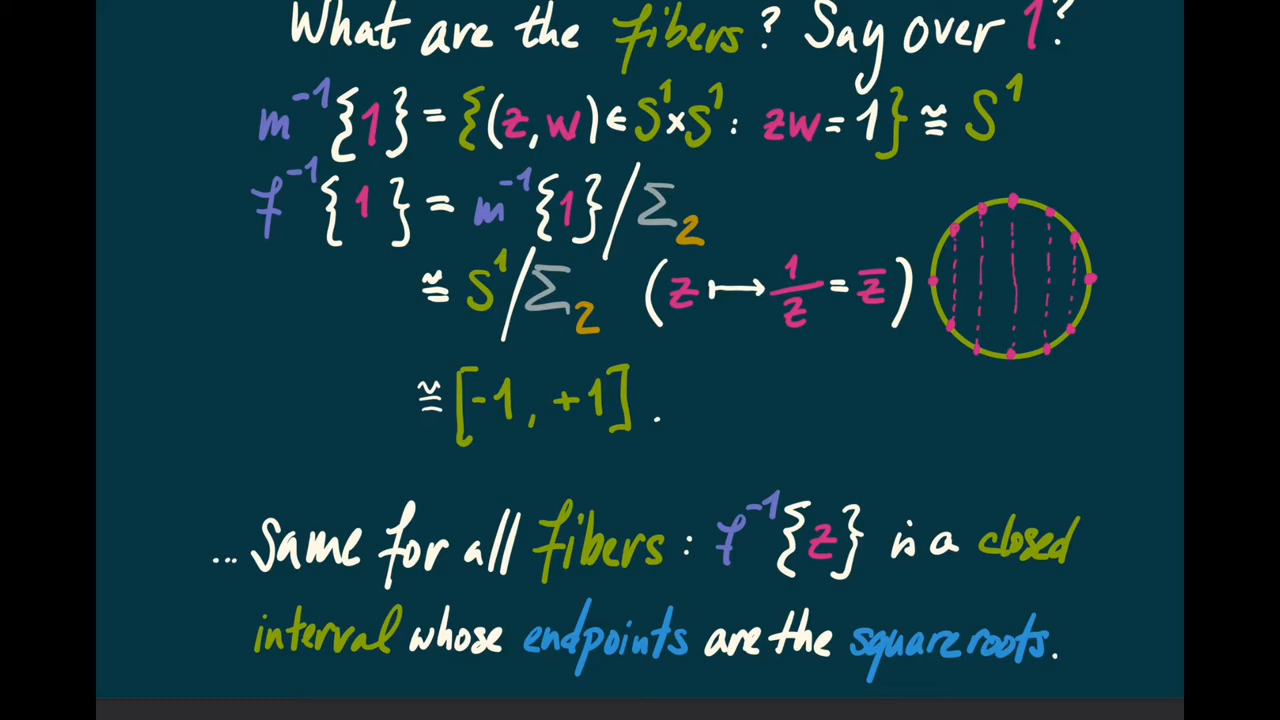 What are the fibers? Say over 1?
m⁻¹{1} = {(z,w) ∈ S¹×S¹ : zw = 1} ≅ S¹
f⁻¹{1} = m⁻¹{1}/Σ₂
≅ S¹/Σ₂ (z ↦ 1/z = z̄)
≅ [-1, +1].
... Same for all fibers : f⁻¹{z} is a closed
interval whose endpoints are the square roots.